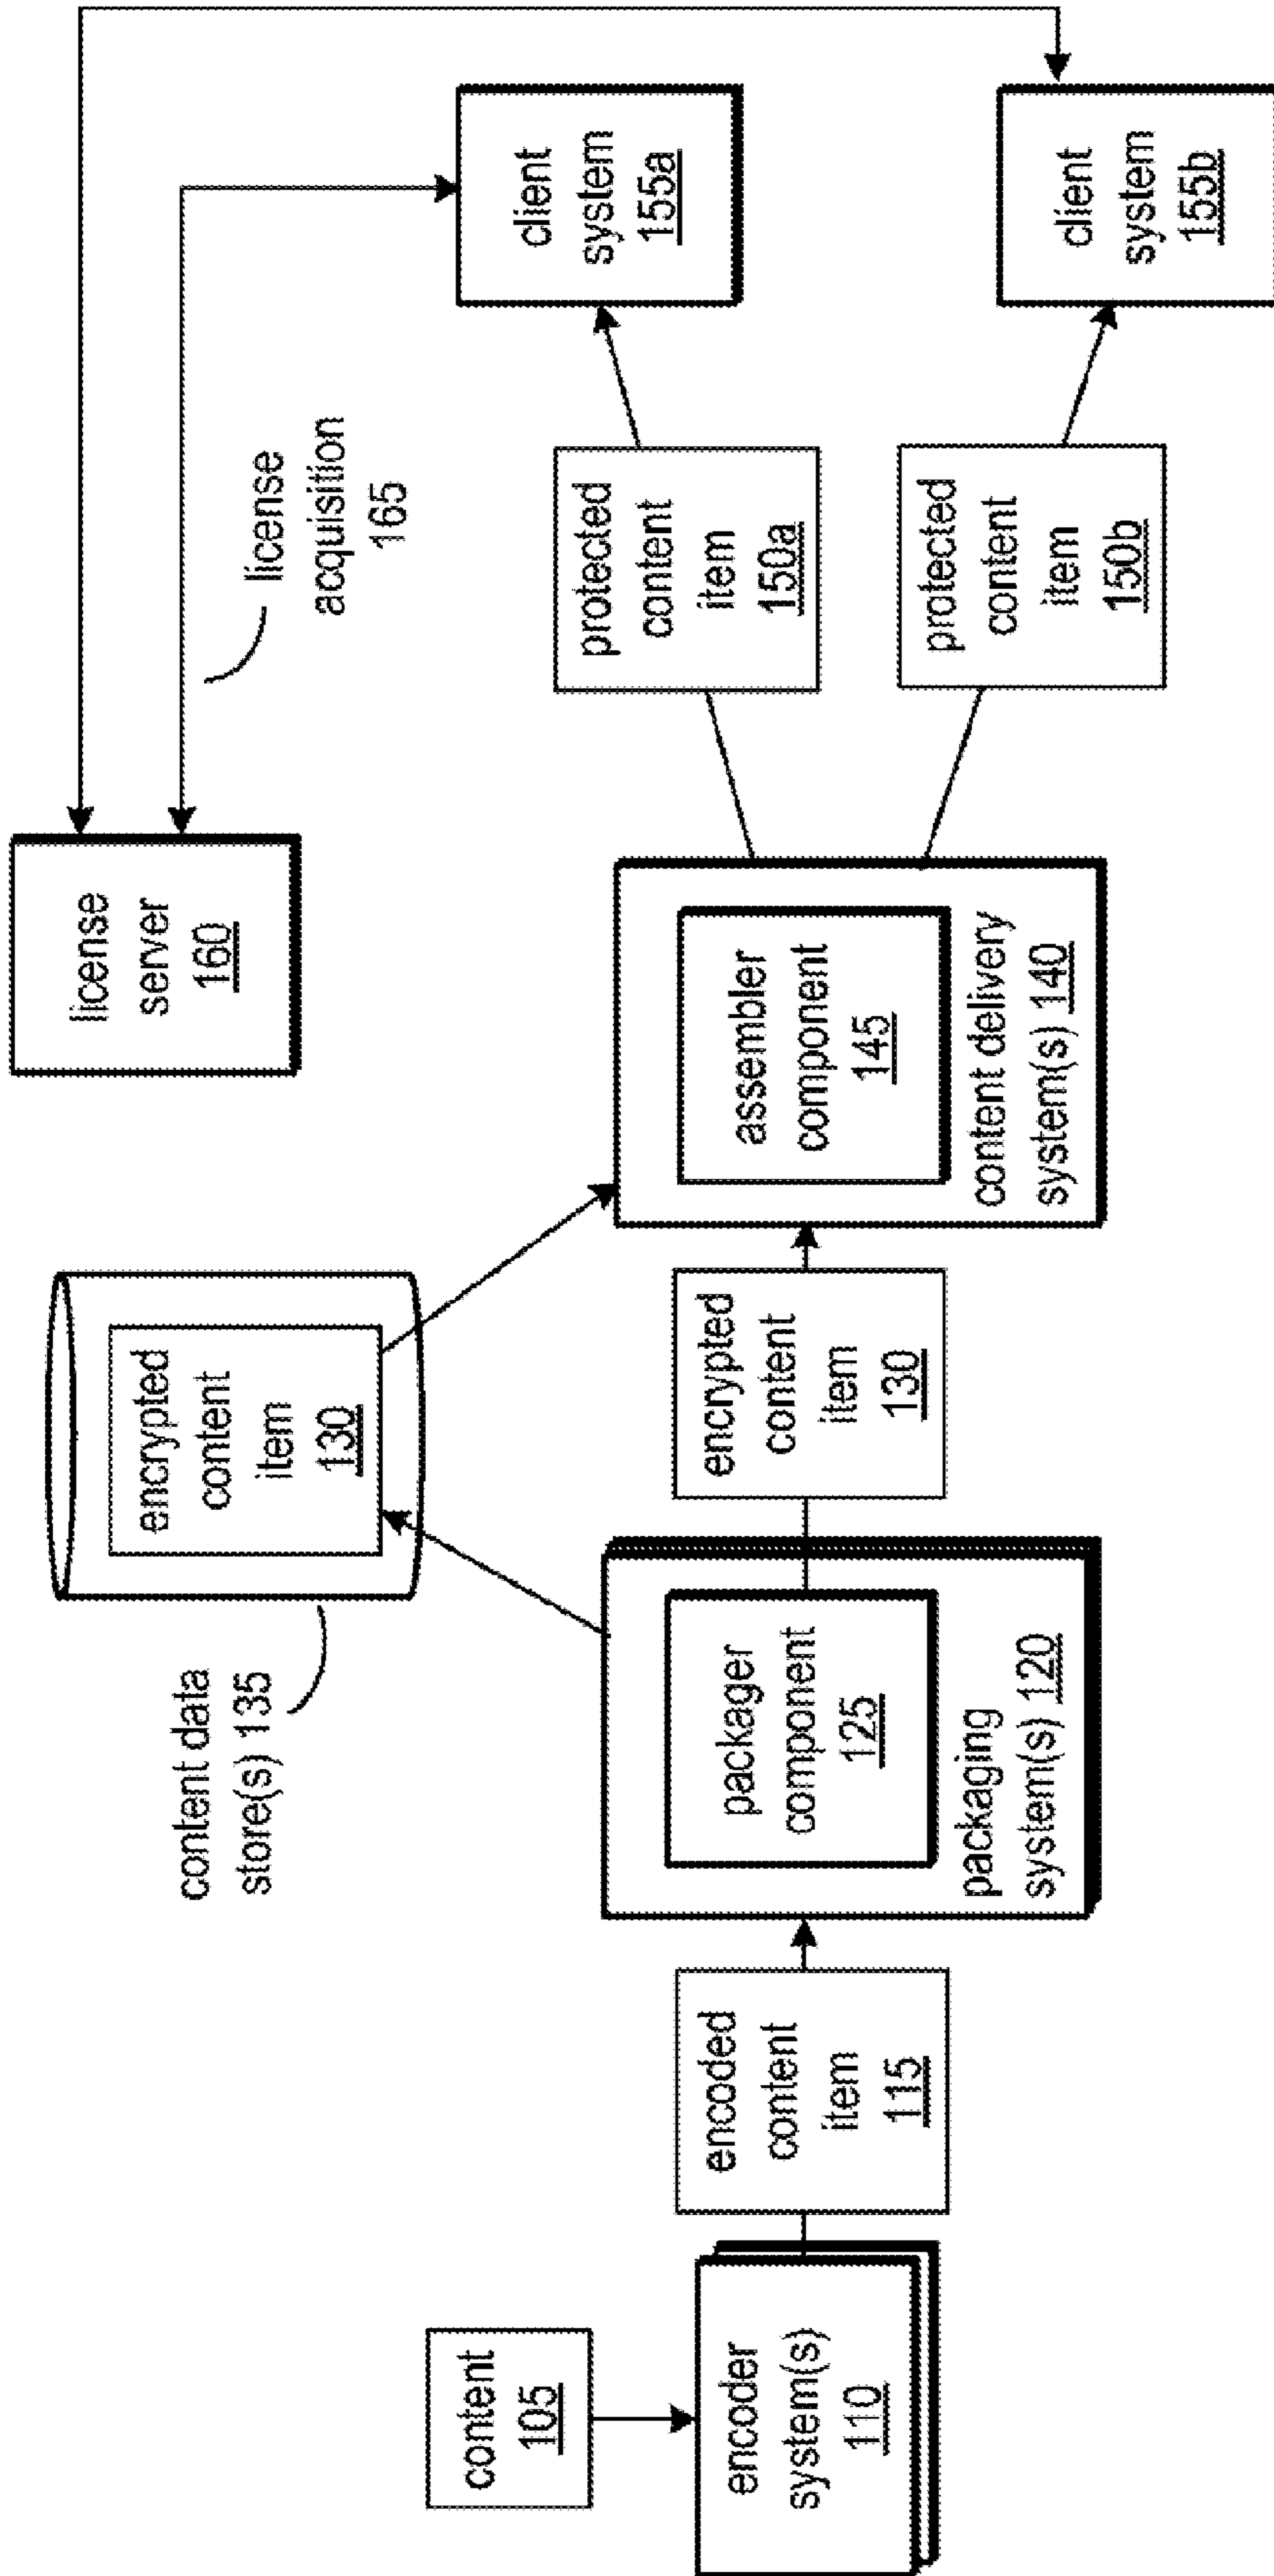 content
105
encoder
system(s)
110
encoded
content
item
115
packager
component
125
packaging
system(s) 120
content data
store(s) 135
encrypted
content
item
130
encrypted
content
item
130
assembler
component
145
content delivery
system(s) 140
license
server
160
license
acquisition
165
protected
content
item
150a
protected
content
item
150b
client
system
155a
client
system
155b